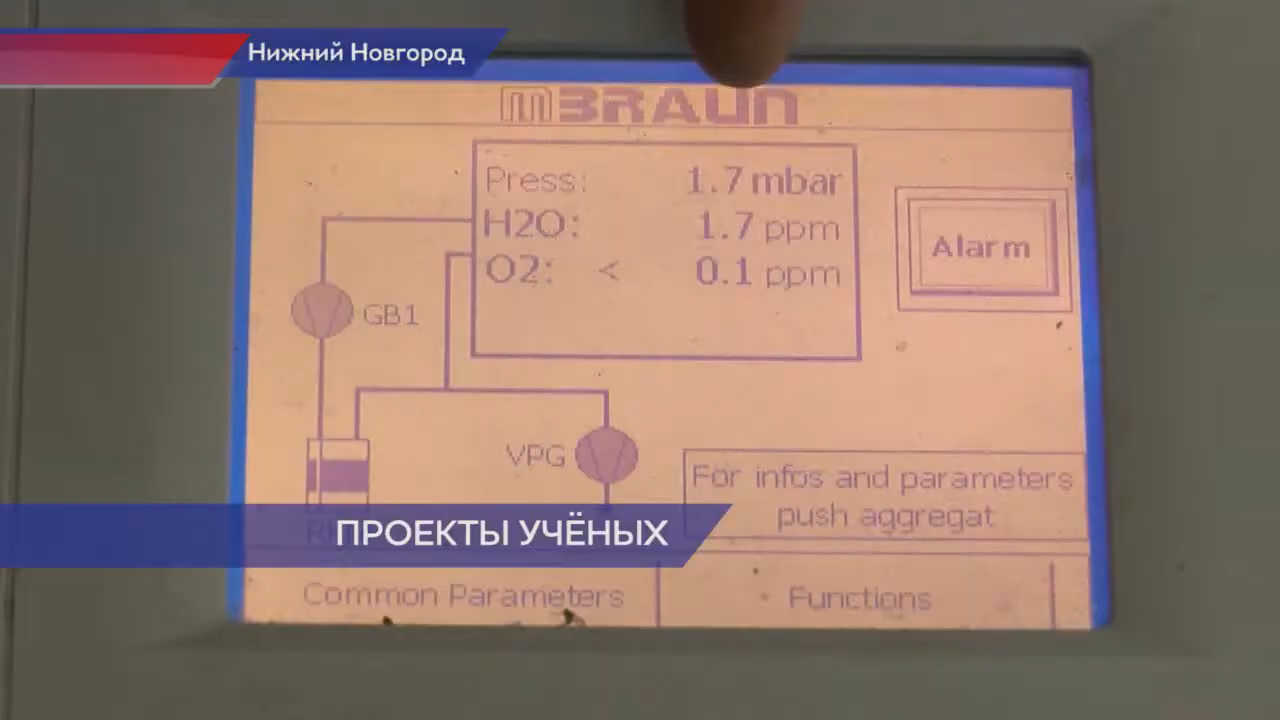 Нижний Новгород
mBRAUN
Press: 1.7 mbar
H2O: 1.7 ppm
O2: < 0.1 ppm
Alarm
GB1
VPG
For infos and parameters
push aggregat
ПРОЕКТЫ УЧЁНЫХ
Common Parameters
Functions